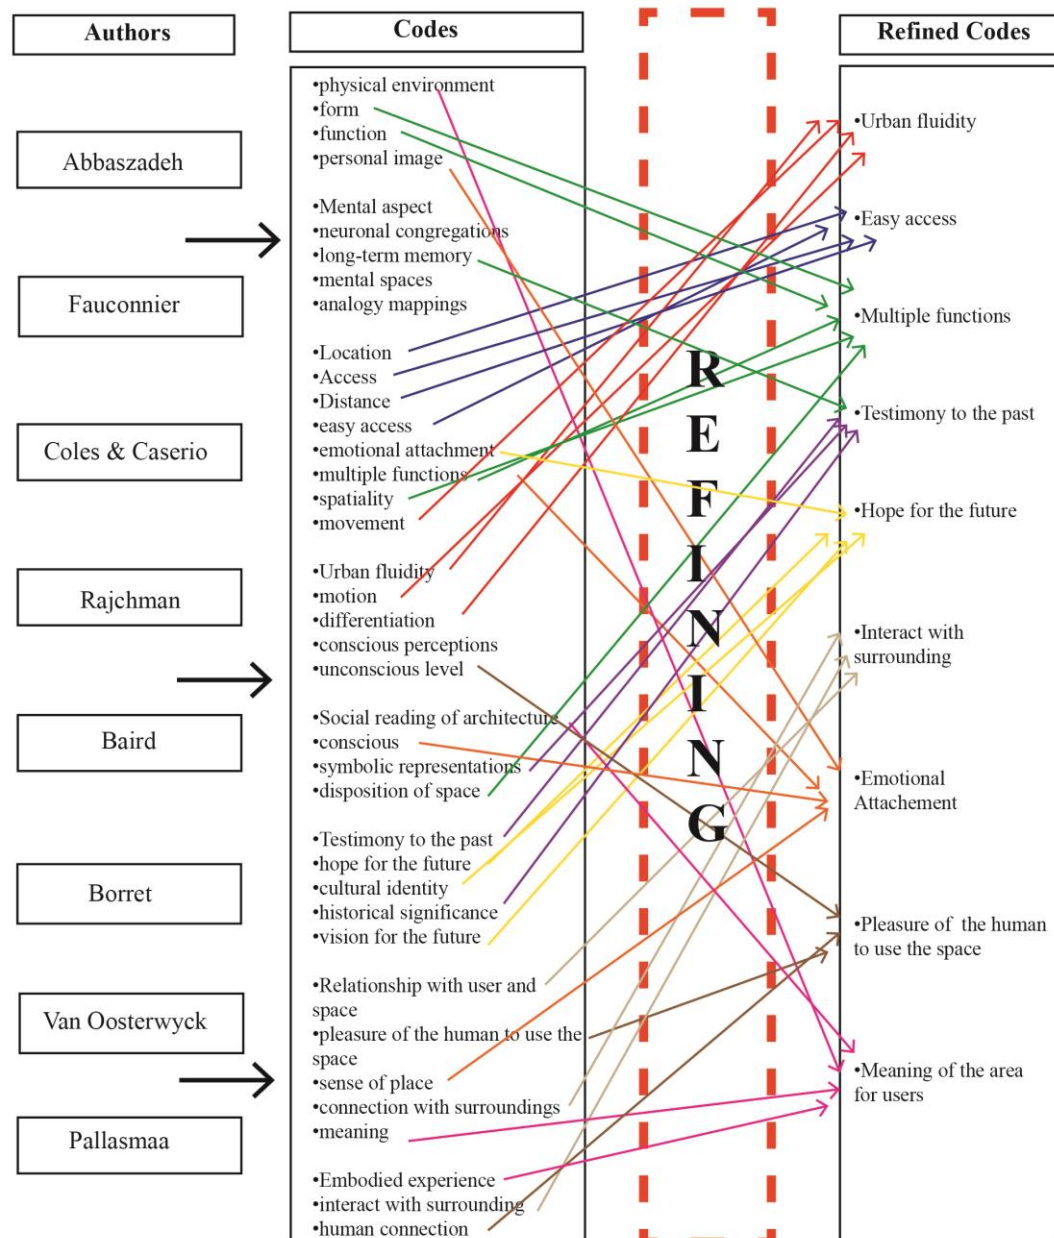 Authors
Abbaszadeh
Fauconnier
Coles & Caserio
Rajchman
Baird
Borret
Van Oosterwyck
Pallasmaa
Codes
•physical environment
•form
•function
•personal image
•Mental aspect
•neuronal congregations
•long-term memory
•mental spaces
•analogy mappings
•Location
•Access
•Distance
•easy access
•emotional attachment
•multiple functions
•spatiality
•movement
•Urban fluidity
•motion
•differentiation
•conscious perceptions
•unconscious level
•Social reading of architecture
•conscious
•symbolic representations
•disposition of space
•Testimony to the past
•hope for the future
•cultural identity
•historical significance
•vision for the future
•Relationship with user and
space
•pleasure of the human to use the
space
•sense of place
•connection with surroundings
•meaning
•Embodied experience
•interact with surrounding
•human connection
REFINING
Refined Codes
•Urban fluidity
•Easy access
•Multiple functions
•Testimony to the past
•Hope for the future
•Interact with
surrounding
•Emotional
Attachement
•Pleasure of the human
to use the space
•Meaning of the area
for users